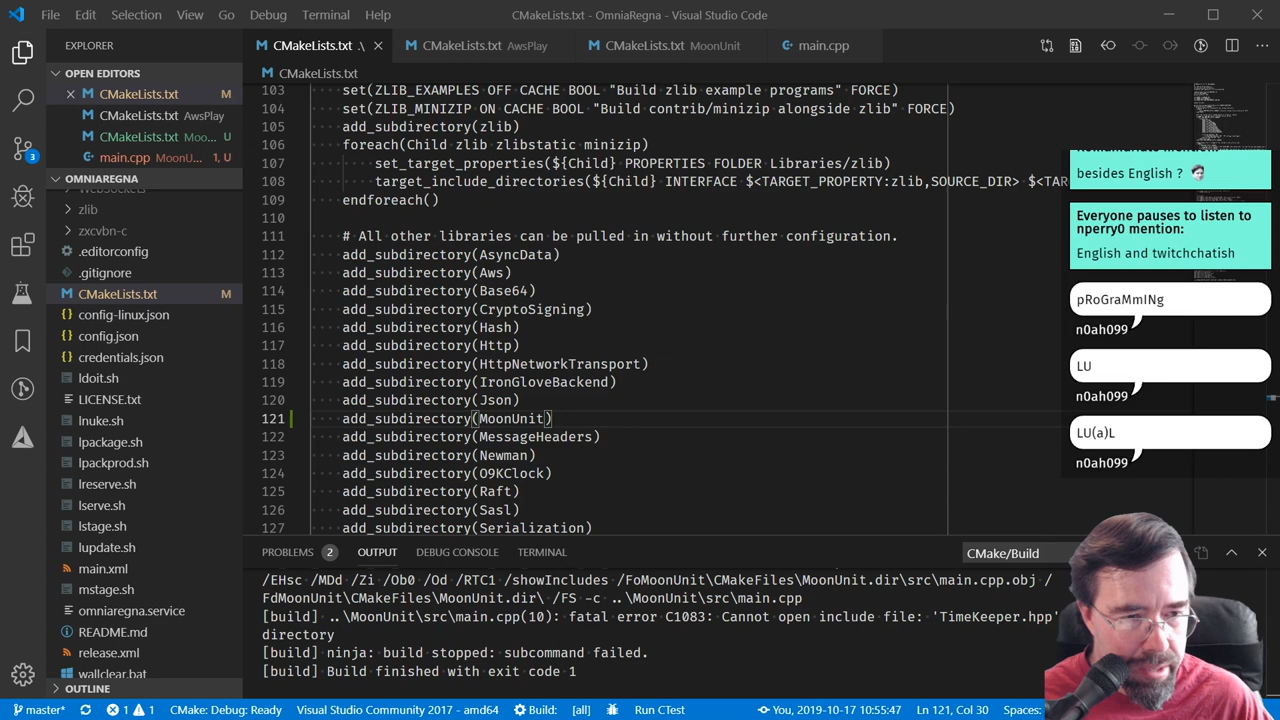 File Edit Selection View Go Debug Terminal Help CMakeLists.txt - OmniaRegna - Visual Studio Code
EXPLORER
CMakeLists.txt .\
CMakeLists.txt AwsPlay
CMakeLists.txt MoonUnit
main.cpp
OPEN EDITORS
CMakeLists.txt M
CMakeLists.txt AwsPlay
CMakeLists.txt Moo... U
main.cpp MoonU... 1, U
OMNIAREGNA
WebSockets
zlib
zxcvbn-c
.editorconfig
.gitignore
CMakeLists.txt M
config-linux.json
config.json
credentials.json
ldoit.sh
LICENSE.txt
lnuke.sh
lpackage.sh
lpackprod.sh
lreserve.sh
lserve.sh
lstage.sh
lupdate.sh
main.xml
mstage.sh
omniaregna.service
README.md
release.xml
wallclear.bat
OUTLINE
3
CMakeLists.txt
103 set(ZLIB_EXAMPLES OFF CACHE BOOL "Build zlib example programs" FORCE)
104 set(ZLIB_MINIZIP ON CACHE BOOL "Build contrib/minizip alongside zlib" FORCE)
105 add_subdirectory(zlib)
106 foreach(Child zlib zlibstatic minizip)
107 set_target_properties(${Child} PROPERTIES FOLDER Libraries/zlib)
108 target_include_directories(${Child} INTERFACE $<TARGET_PROPERTY:zlib,SOURCE_DIR> $<TAR
109 endforeach()
110
111 # All other libraries can be pulled in without further configuration.
112 add_subdirectory(AsyncData)
113 add_subdirectory(Aws)
114 add_subdirectory(Base64)
115 add_subdirectory(CryptoSigning)
116 add_subdirectory(Hash)
117 add_subdirectory(Http)
118 add_subdirectory(HttpNetworkTransport)
119 add_subdirectory(IronGloveBackend)
120 add_subdirectory(Json)
121 add_subdirectory(MoonUnit)
122 add_subdirectory(MessageHeaders)
123 add_subdirectory(Newman)
124 add_subdirectory(O9KClock)
125 add_subdirectory(Raft)
126 add_subdirectory(Sasl)
127 add_subdirectory(Serialization)
besides English ?
Everyone pauses to listen to
nperry0 mention:
English and twitchchatish
pRoGraMmINg
n0ah099
LU
n0ah099
LU(a)L
n0ah099
PROBLEMS 2 OUTPUT DEBUG CONSOLE TERMINAL CMake/Build
/EHsc /MDd /Zi /Ob0 /Od /RTC1 /showIncludes /FoMoonUnit\CMakeFiles\MoonUnit.dir\src\main.cpp.obj /
FdMoonUnit\CMakeFiles\MoonUnit.dir\ /FS -c ..\MoonUnit\src\main.cpp
[build] ..\MoonUnit\src\main.cpp(10): fatal error C1083: Cannot open include file: 'TimeKeeper.hpp'
directory
[build] ninja: build stopped: subcommand failed.
[build] Build finished with exit code 1
master* 1 1 CMake: Debug: Ready Visual Studio Community 2017 - amd64 Build: [all] Run CTest You, 2019-10-17 10:55:47 Ln 121, Col 30 Spaces: